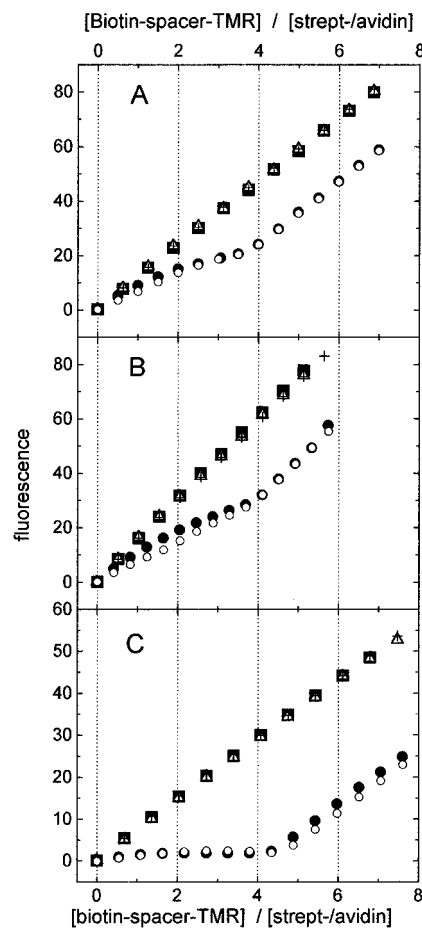 [Biotin-spacer-TMR] / [strept-/avidin]
0 2 4 6 8
A
80
60
40
20
0
B
80
60
40
20
0
fluorescence
C
60
50
40
30
20
10
0
0 2 4 6 8
[biotin-spacer-TMR] / [strept-/avidin]